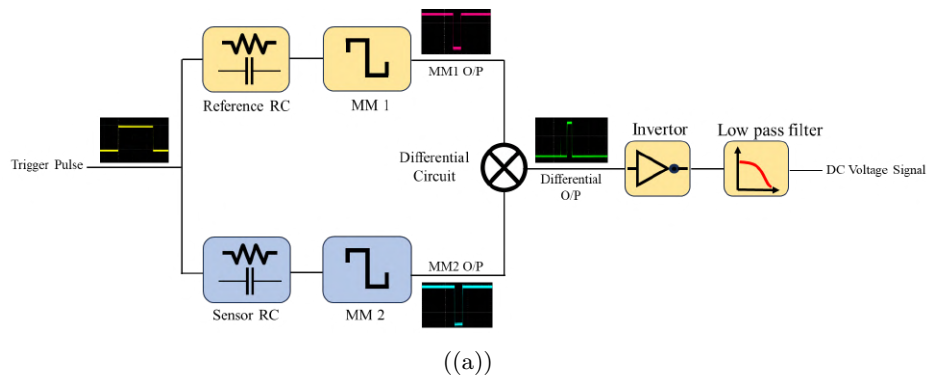 MM1 O/P
Reference RC
MM 1
Trigger Pulse
Differential
Circuit
Differential
O/P
Invertor
Low pass filter
DC Voltage Signal
MM2 O/P
Sensor RC
MM 2
((a))